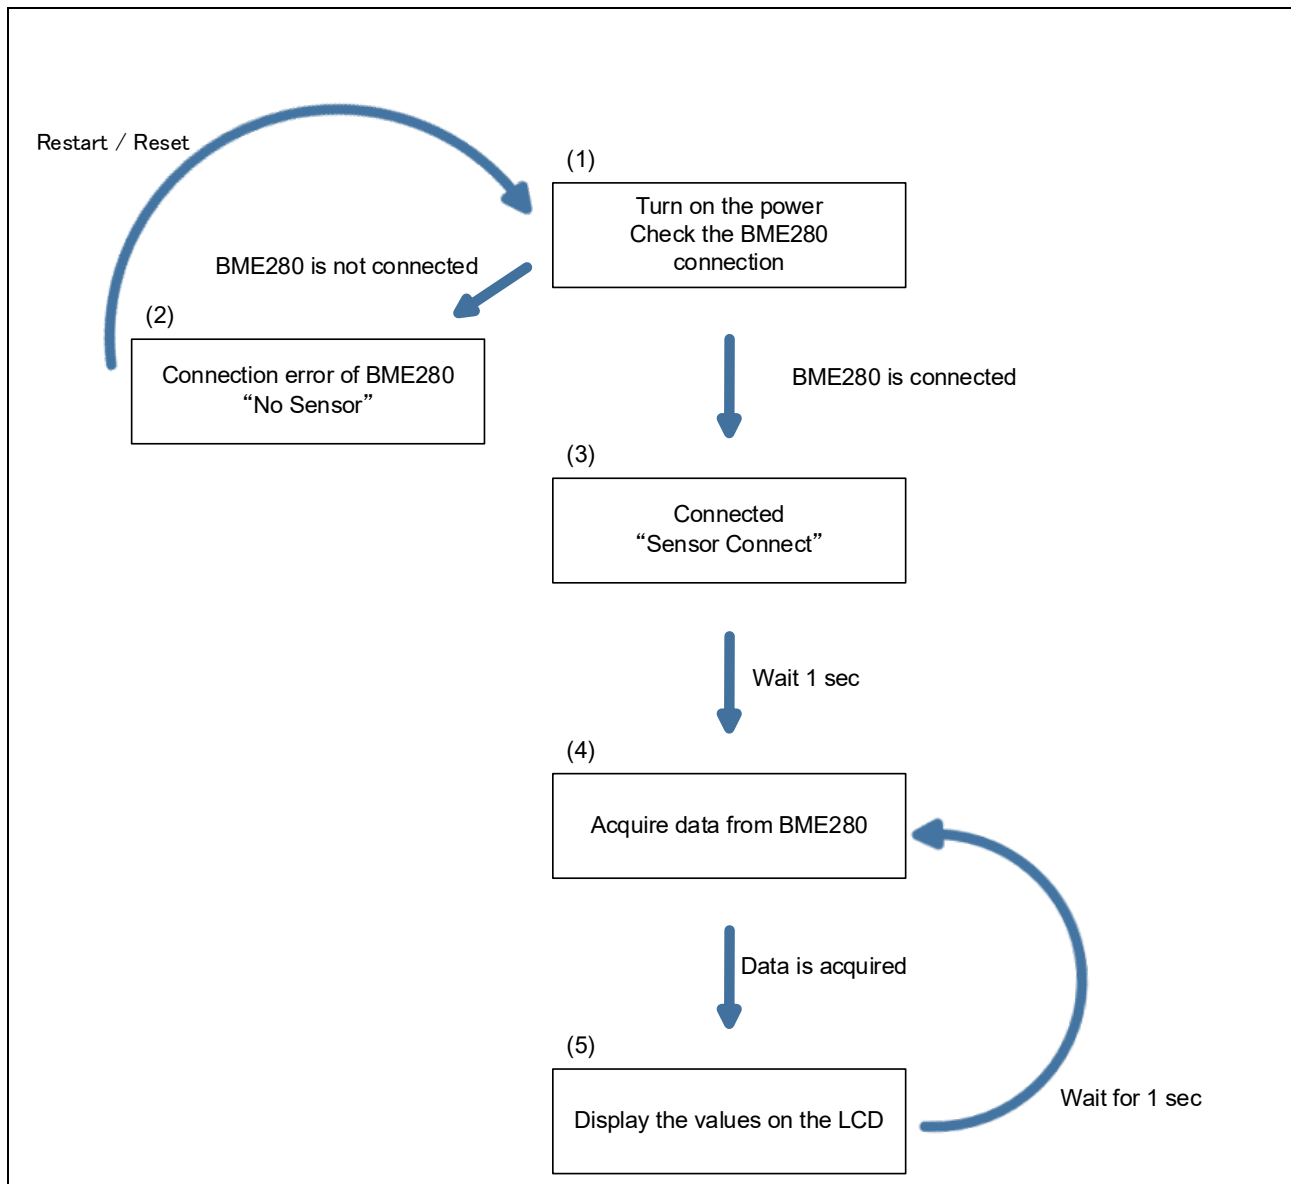 Restart / Reset
(1)
Turn on the power
Check the BME280
connection
BME280 is not connected
(2)
Connection error of BME280
“No Sensor”
BME280 is connected
(3)
Connected
“Sensor Connect”
Wait 1 sec
(4)
Acquire data from BME280
Data is acquired
(5)
Display the values on the LCD
Wait for 1 sec